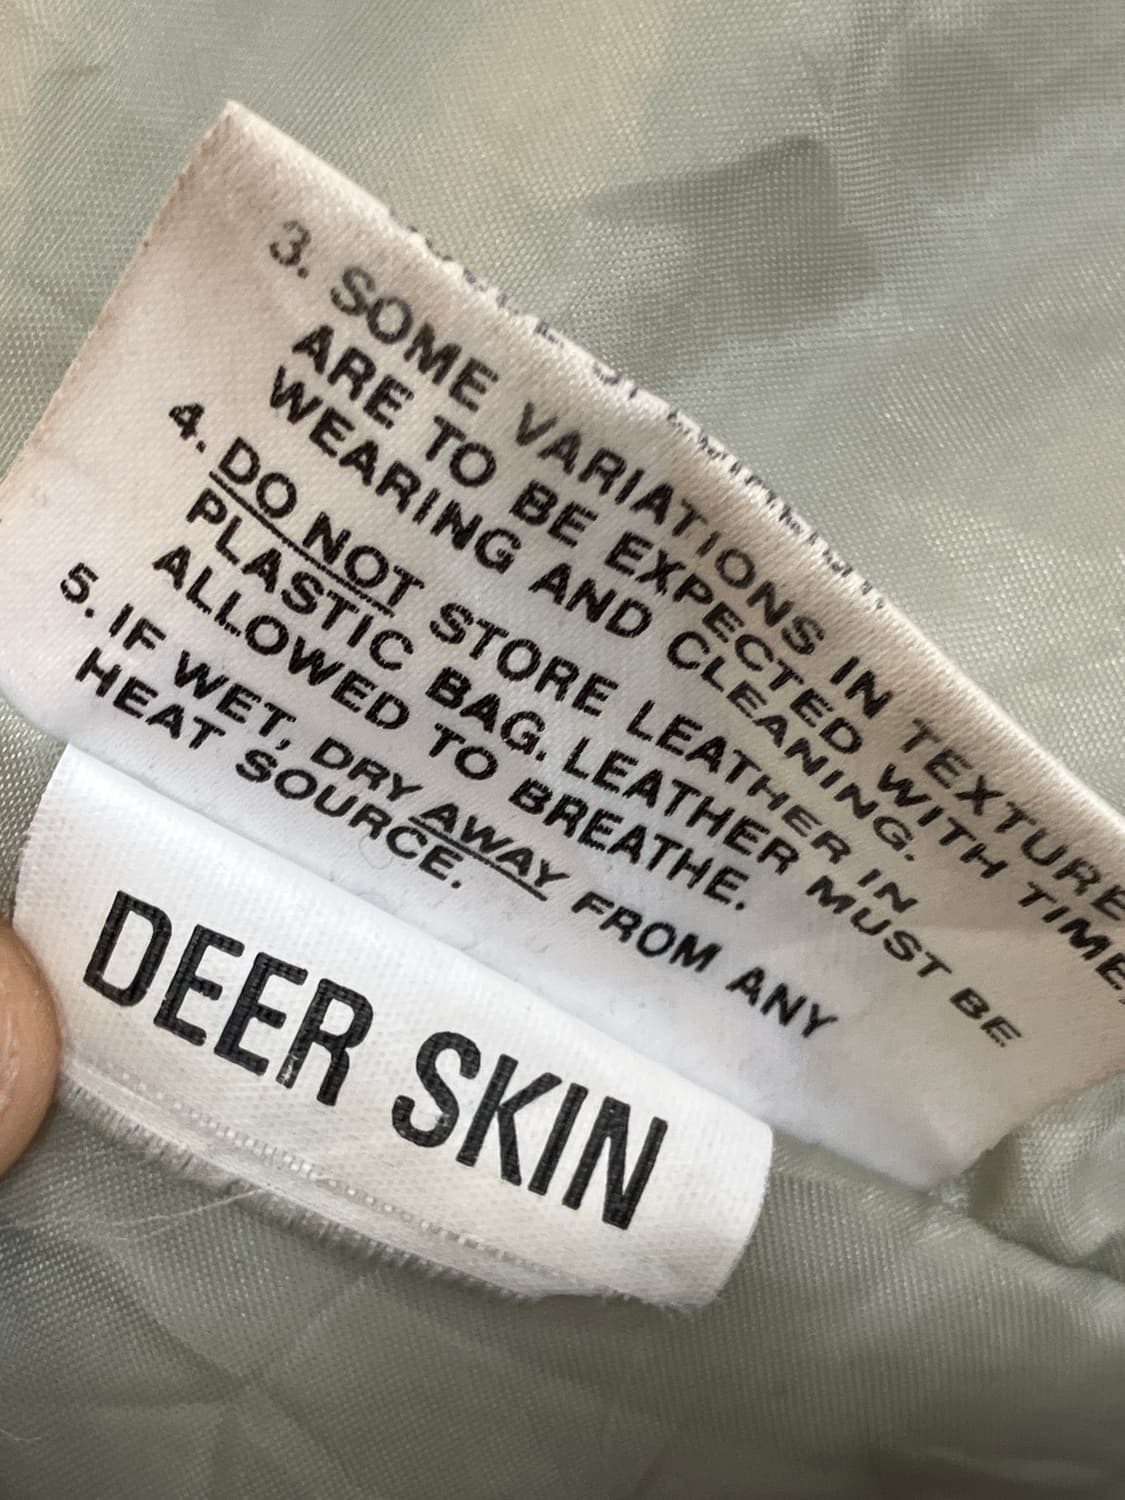 3. SOME VARIATIONS IN TEXTURE
ARE TO BE EXPECTED WITH TIME,
WEARING AND CLEANING.
4. DO NOT STORE LEATHER IN
PLASTIC BAG. LEATHER MUST BE
ALLOWED TO BREATHE.
5. IF WET, DRY AWAY FROM ANY
HEAT SOURCE.
DEER SKIN